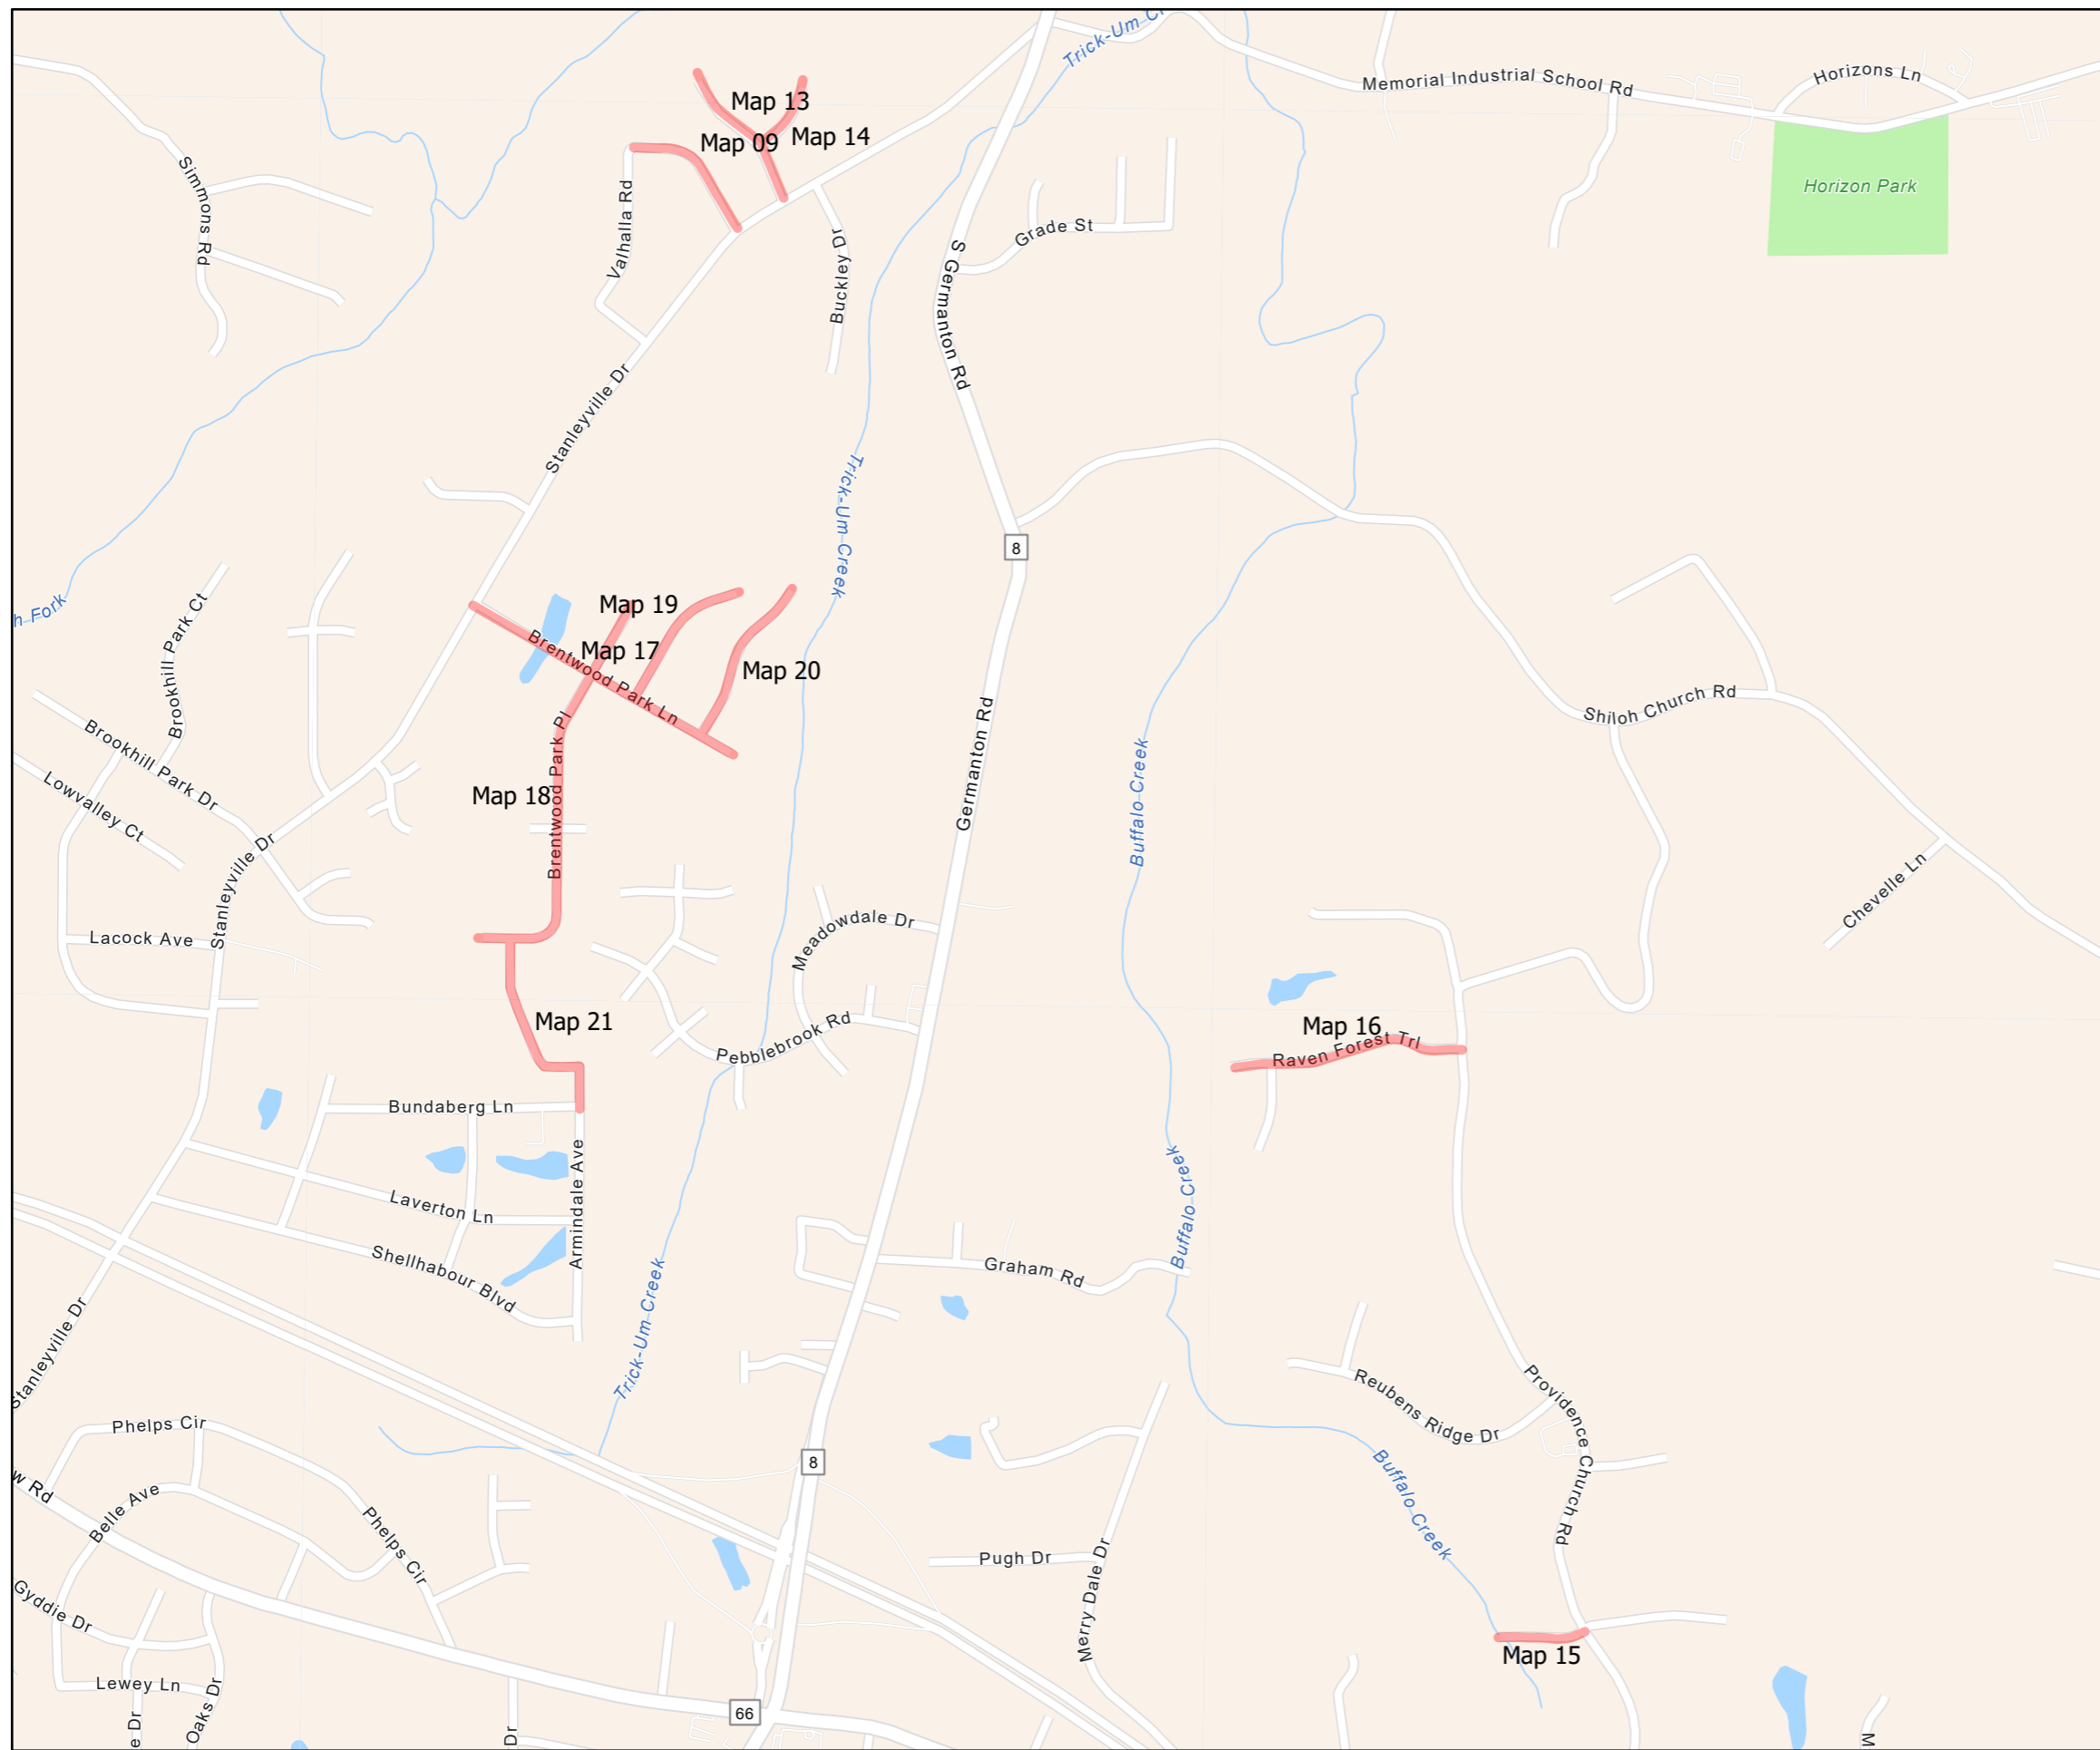 Trick-Um Cr
Memorial Industrial School Rd
Horizons Ln
Map 13
Map 09
Map 14
Simmons Rd
Horizon Park
Valhalla Rd
Buckley Dr
Grade St
S Germanton Rd
Stanleyville Dr
Trick-Um-Creek
8
h Fork
Brookhill Park Ct
Map 19
Map 17
Brentwood Park Ln
Map 20
Shiloh Church Rd
Brookhill Park Dr
Lowvalley Ct
Brentwood Park Pl
Map 18
Germanton Rd
Buffalo Creek
Stanleyville Dr
Chevelle Ln
Lacock Ave
Meadowdale Dr
Map 21
Pebblebrook Rd
Map 16
Raven Forest Trl
Bundaberg Ln
Armindale Ave
Laverton Ln
Shellhabour Blvd
Buffalo Creek
Graham Rd
Trick-Um-Creek
Stanleyville Dr
Reubens Ridge Dr
Providence Church Rd
Phelps Cir
8
w Rd
Belle Ave
Phelps Cir
Buffalo Creek
Pugh Dr
Merry Dale Dr
Gyddie Dr
Map 15
Lewey Ln
Oaks Dr
e Dr
Dr
66
M